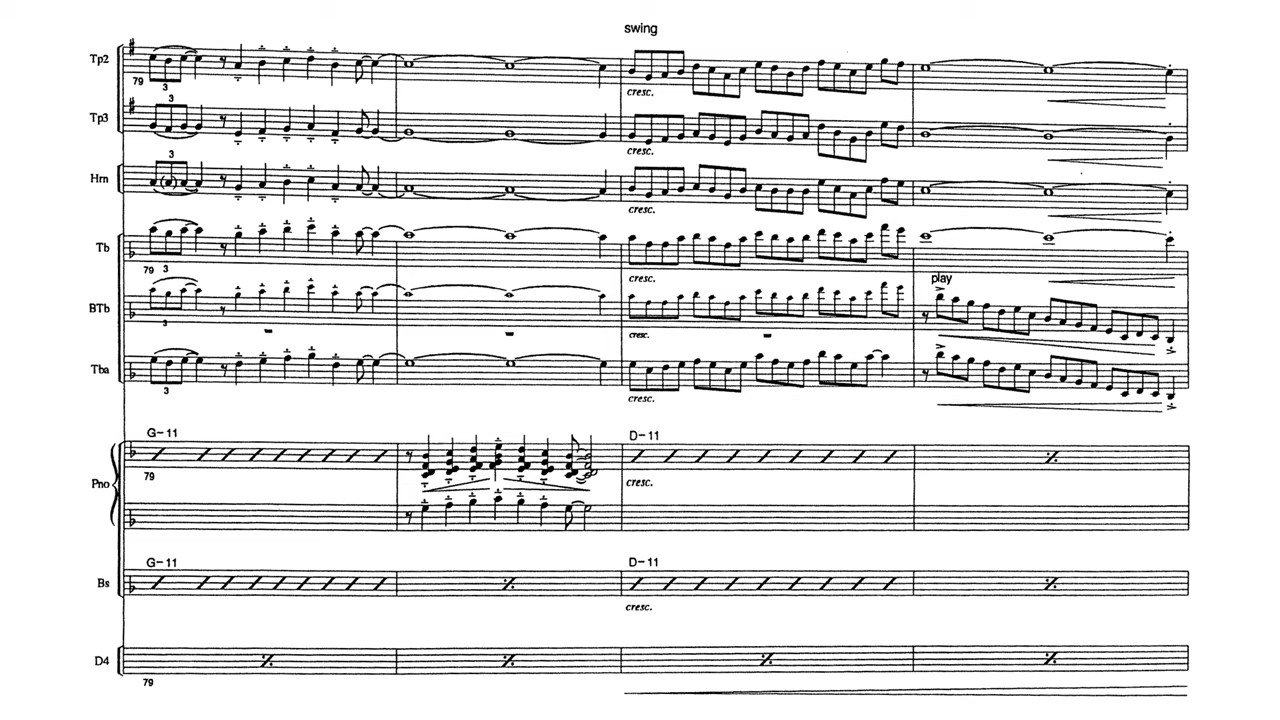 swing
Tp2
79
3
cresc.
Tp3
3
cresc.
Hrn
3
cresc.
Tb
79
3
cresc.
play
BTb
3
cresc.
Tba
3
cresc.
G-11
D-11
Pno
79
cresc.
G-11
D-11
Bs
cresc.
D4
79